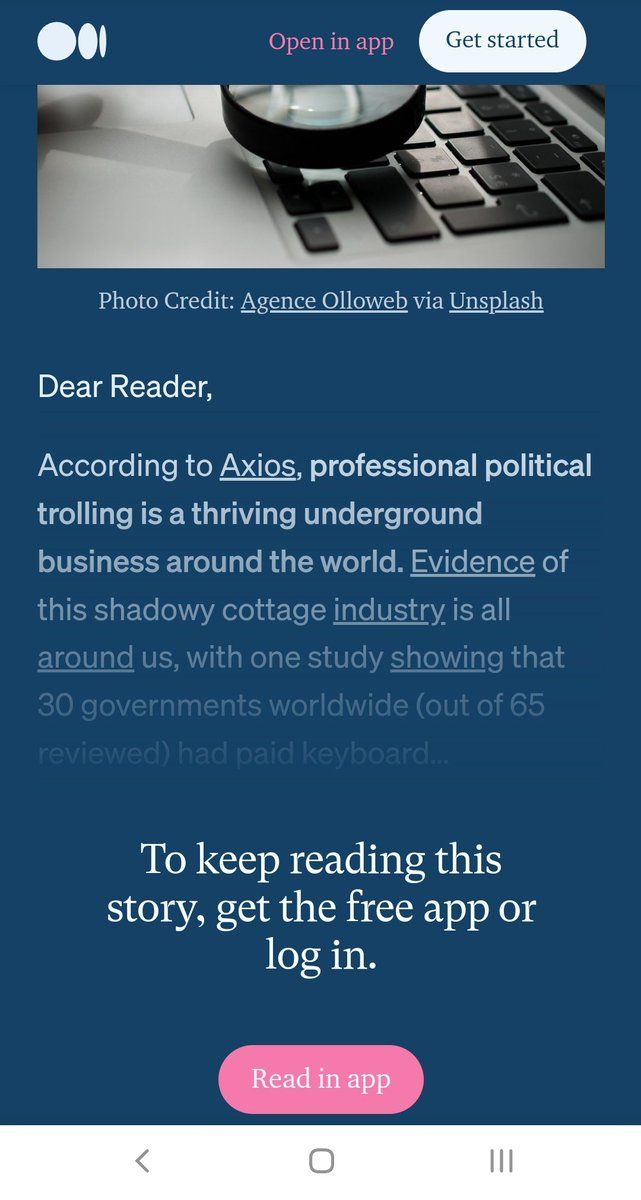 Open in app
Get started
Photo Credit: Agence Olloweb via Unsplash
Dear Reader,
According to Axios, professional political
trolling is a thriving underground
business around the world. Evidence of
this shadowy cottage industry is all
around us, with one study showing that
30 governments worldwide (out of 65
reviewed) had paid keyboard...
To keep reading this
story, get the free app or
log in.
Read in app